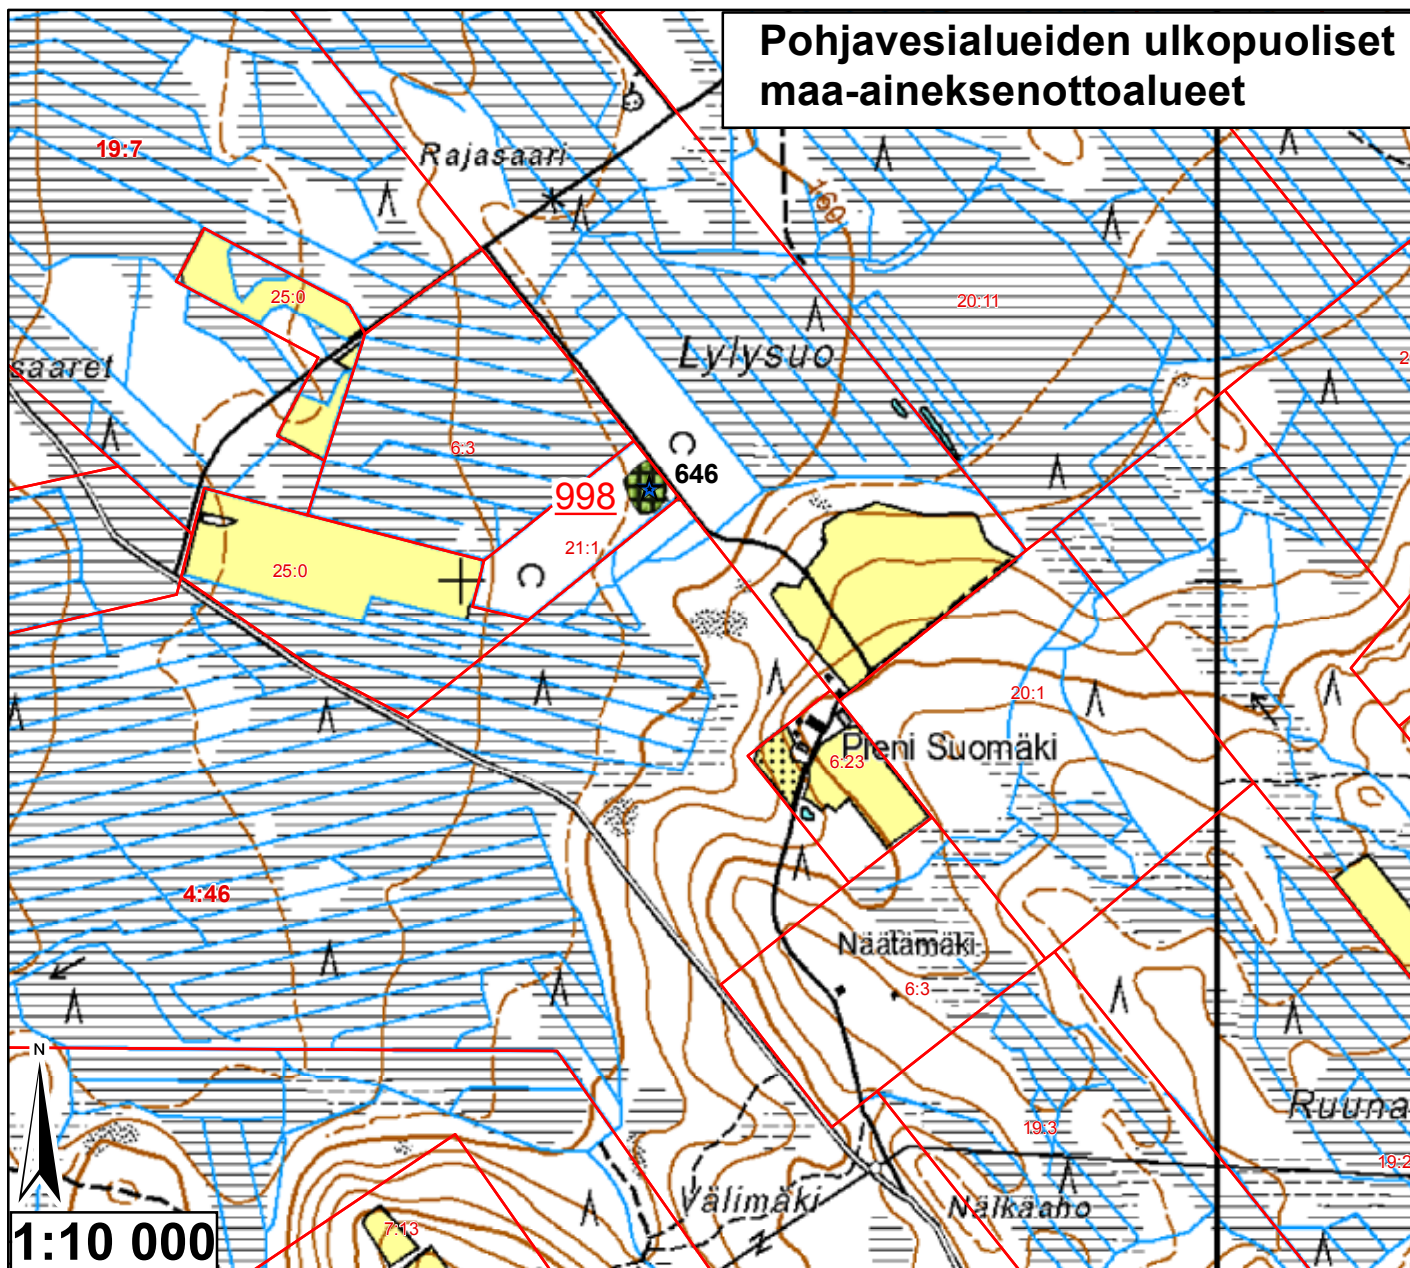 Pohjavesialueiden ulkopuoliset
maa-aineksenottoalueet
19:7
Rajasaari
160
25:0
20:11
Lylysuo
saaret
6:3
646
998
21:1
25:0
20:1
Pieni Suomäki
6:23
4:46
Näätämäki
6:3
N
Ruuna
19:3
19:2
Välimäki
Nälkäaho
7:13
1:10 000